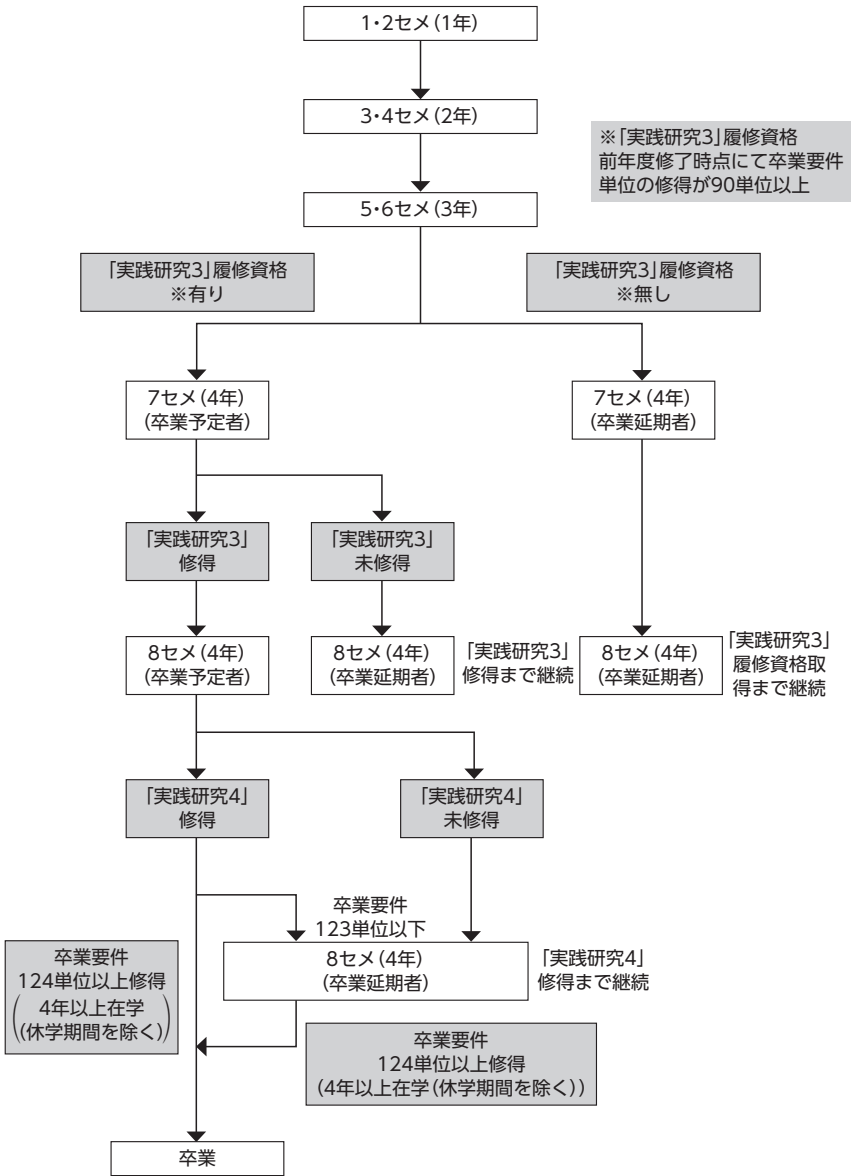 1・2セメ(1年)
3・4セメ(2年)
※「実践研究3」履修資格
前年度修了時点にて卒業要件
単位の修得が90単位以上
5・6セメ(3年)
「実践研究3」履修資格
※有り
「実践研究3」履修資格
※無し
7セメ(4年)
(卒業予定者)
7セメ(4年)
(卒業延期者)
「実践研究3」
修得
「実践研究3」
未修得
8セメ(4年)
(卒業予定者)
8セメ(4年)
(卒業延期者)
「実践研究3」
修得まで継続
8セメ(4年)
(卒業延期者)
「実践研究3」
履修資格取
得まで継続
「実践研究4」
修得
「実践研究4」
未修得
卒業要件
123単位以下
卒業要件
124単位以上修得
(4年以上在学
(休学期間を除く))
8セメ(4年)
(卒業延期者)
「実践研究4」
修得まで継続
卒業要件
124単位以上修得
(4年以上在学(休学期間を除く))
卒業